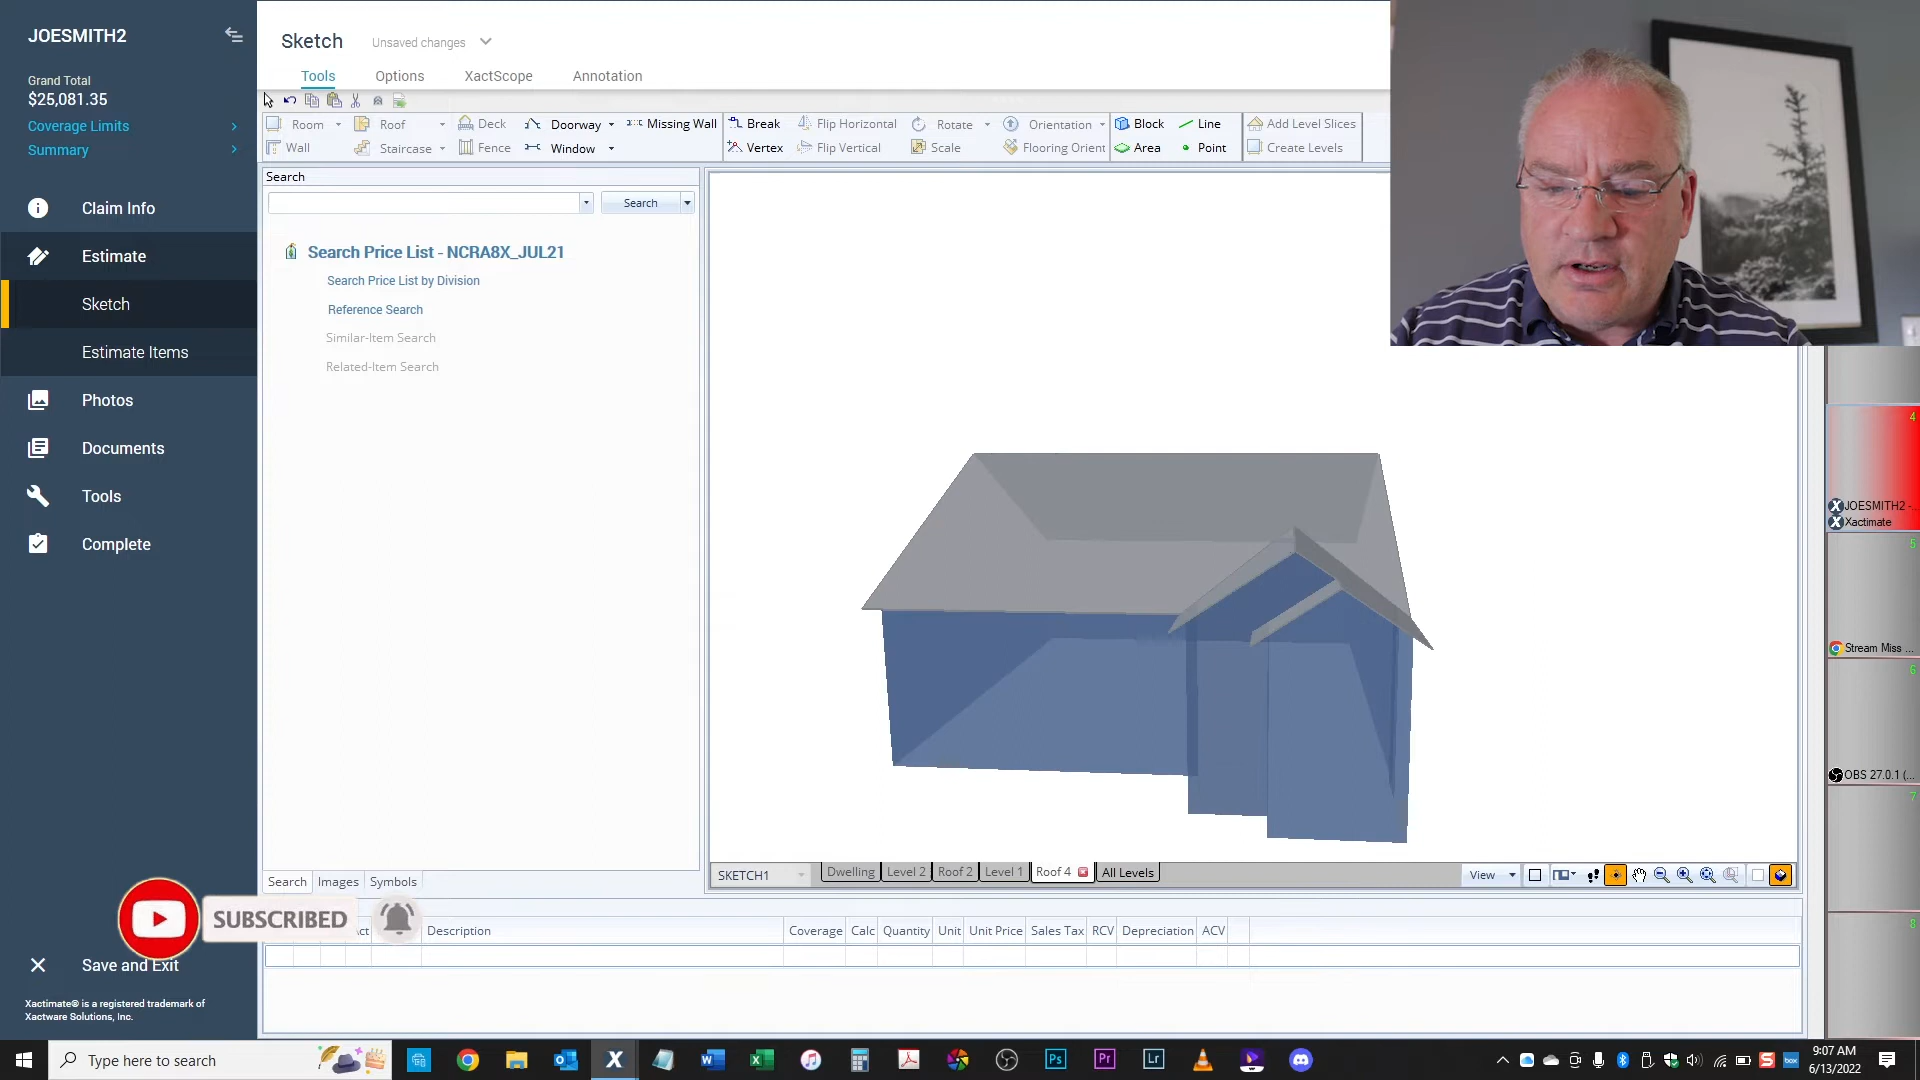 JOESMITH2
Grand Total
$25,081.35
Coverage Limits
Summary
Claim Info
Estimate
Sketch
Estimate Items
Photos
Documents
Tools
Complete
SUBSCRIBED
Save and Exit
Xactimate® is a registered trademark of
Xactware Solutions, Inc.
Sketch Unsaved changes
Tools Options XactScope Annotation
Room Roof Deck Doorway Missing Wall Break Flip Horizontal Rotate Orientation Block Line Add Level Slices
Wall Staircase Fence Window Vertex Flip Vertical Scale Flooring Orient Area Point Create Levels
Search
Search
Search Price List - NCRA8X_JUL21
Search Price List by Division
Reference Search
Similar-Item Search
Related-Item Search
Search Images Symbols
SKETCH1 Dwelling Level 2 Roof 2 Level 1 Roof 4 All Levels View
ct Description Coverage Calc Quantity Unit Unit Price Sales Tax RCV Depreciation ACV
4
JOESMITH2 -...
Xactimate
5
Stream Miss ...
6
OBS 27.0.1 (...
7
8
Type here to search
9:07 AM
6/13/2022